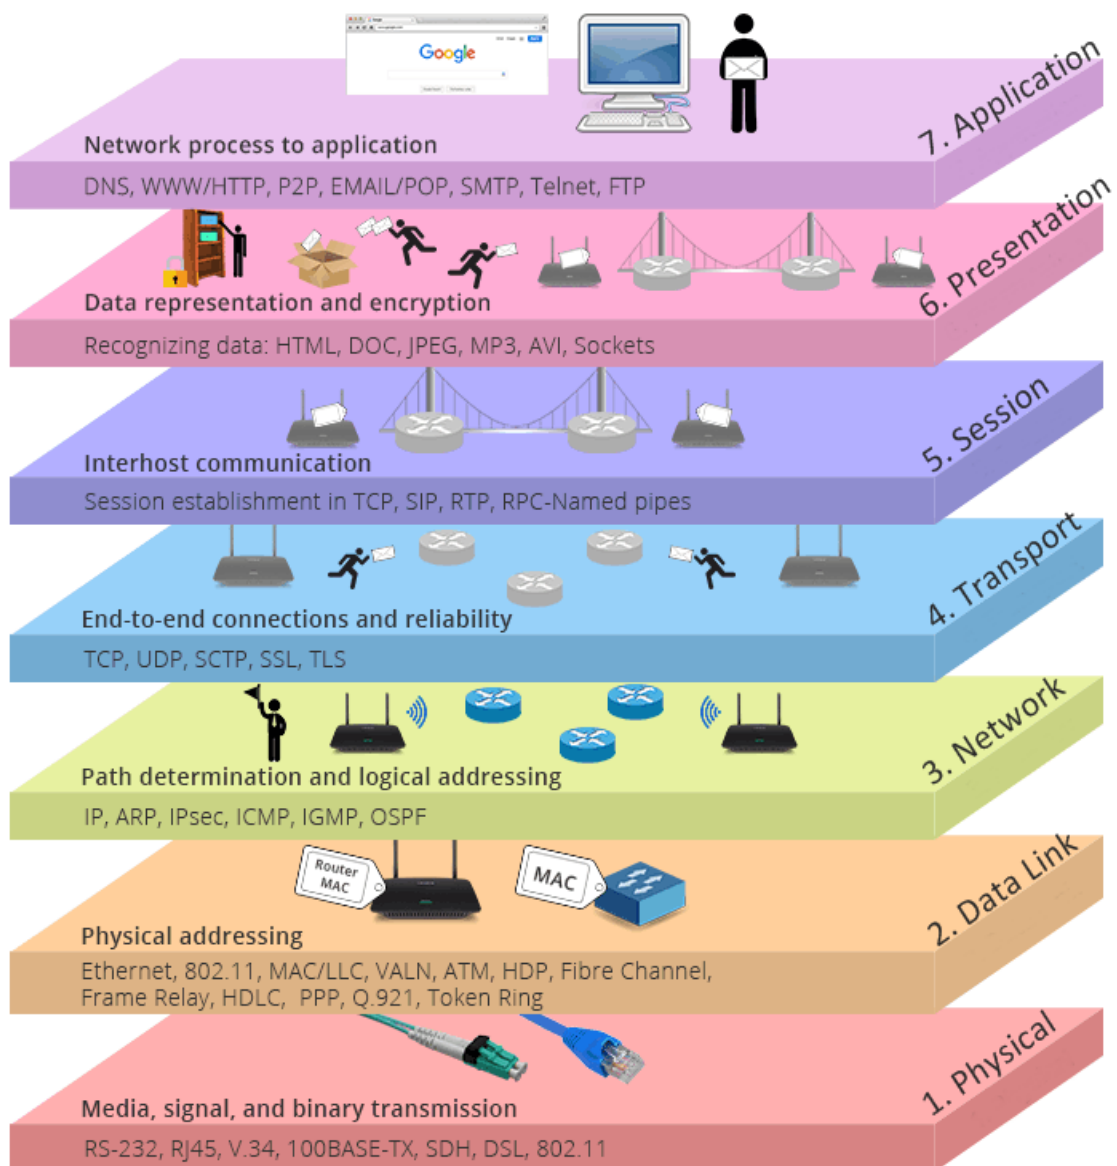 Google
7. Application
Network process to application
DNS, WWW/HTTP, P2P, EMAIL/POP, SMTP, Telnet, FTP
6. Presentation
Data representation and encryption
Recognizing data: HTML, DOC, JPEG, MP3, AVI, Sockets
5. Session
Interhost communication
Session establishment in TCP, SIP, RTP, RPC-Named pipes
4. Transport
End-to-end connections and reliability
TCP, UDP, SCTP, SSL, TLS
3. Network
Path determination and logical addressing
IP, ARP, IPsec, ICMP, IGMP, OSPF
Router
MAC
MAC
2. Data Link
Physical addressing
Ethernet, 802.11, MAC/LLC, VALN, ATM, HDP, Fibre Channel,
Frame Relay, HDLC, PPP, Q.921, Token Ring
1. Physical
Media, signal, and binary transmission
RS-232, RJ45, V.34, 100BASE-TX, SDH, DSL, 802.11